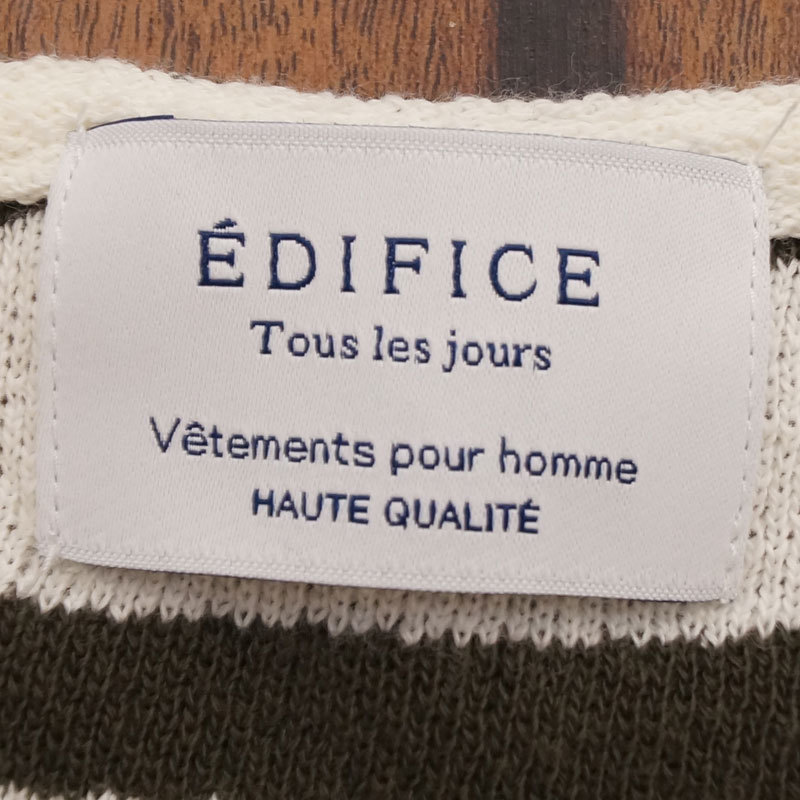 ÉDIFICE
Tous les jours
Vêtements pour homme
HAUTE QUALITÉ